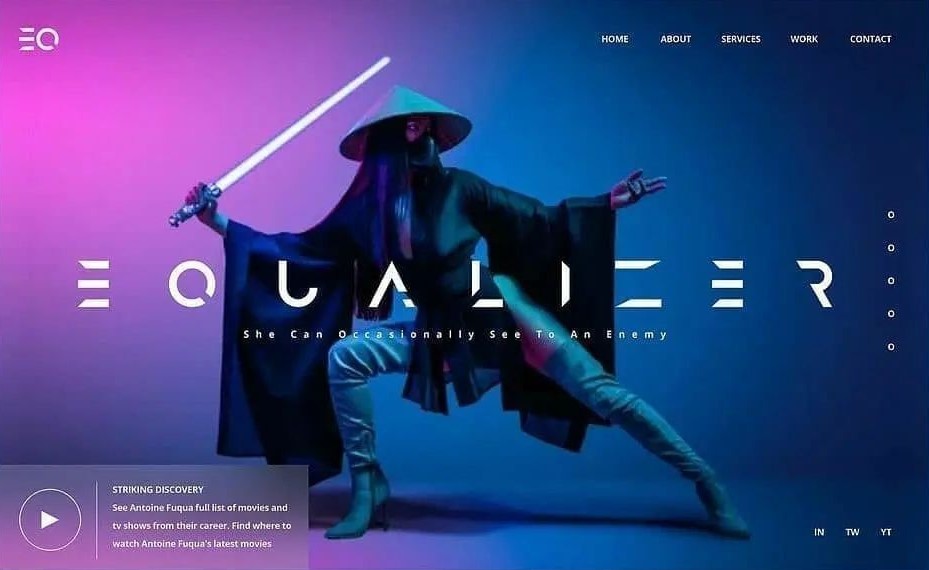 EQ
HOME ABOUT SERVICES WORK CONTACT
EQUALIZER
She Can Occasionally See To An Enemy
STRIKING DISCOVERY
See Antoine Fuqua full list of movies and
tv shows from their career. Find where to
watch Antoine Fuqua's latest movies
IN TW YT